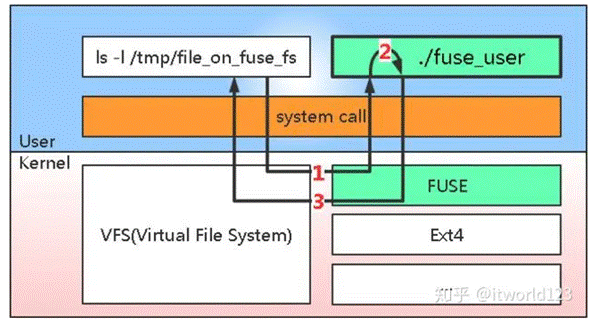 ls -l /tmp/file_on_fuse_fs
2
./fuse_user
system call
User
Kernel
1
FUSE
3
VFS(Virtual File System)
Ext4
...
知乎 @itworld123